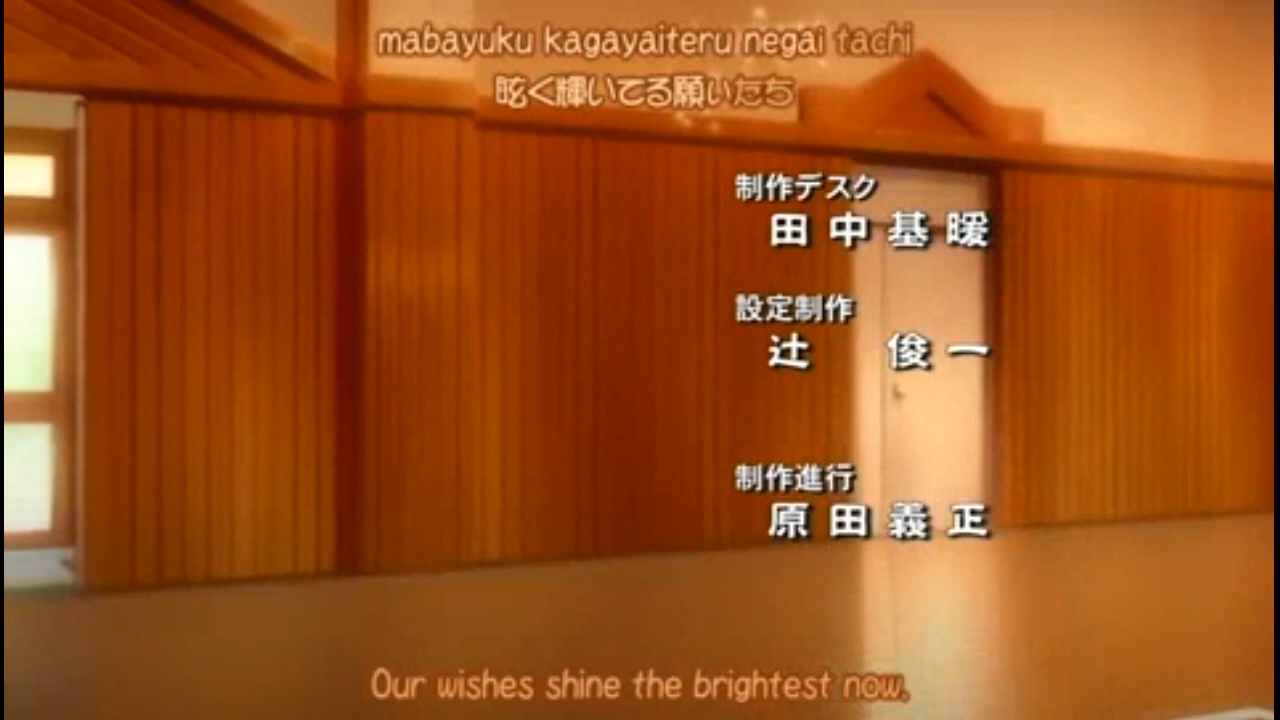 mabayuku kagayaiteru negai tachi
眩く輝いてる願いたち
制作デスク
田中基暖
設定制作
辻 俊一
制作進行
原田義正
Our wishes shine the brightest now.